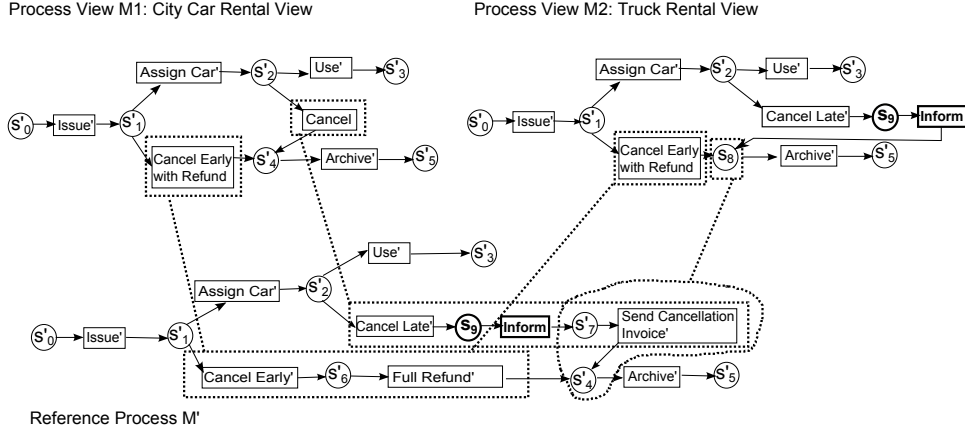 Process View M1: City Car Rental View
Process View M2: Truck Rental View
Assign Car' S'2 Use' S'3
S'0 Issue' S'1 Cancel
Cancel Early
with Refund S'4 Archive' S'5
Assign Car' S'2 Use' S'3
S'0 Issue' S'1 Cancel Late' S9 Inform
Cancel Early
with Refund S8 Archive' S'5
Use' S'3
Assign Car' S'2
S'0 Issue' S'1 Cancel Late' S9 Inform S'7 Send Cancellation
Invoice'
Cancel Early' S'6 Full Refund' S'4 Archive' S'5
Reference Process M'